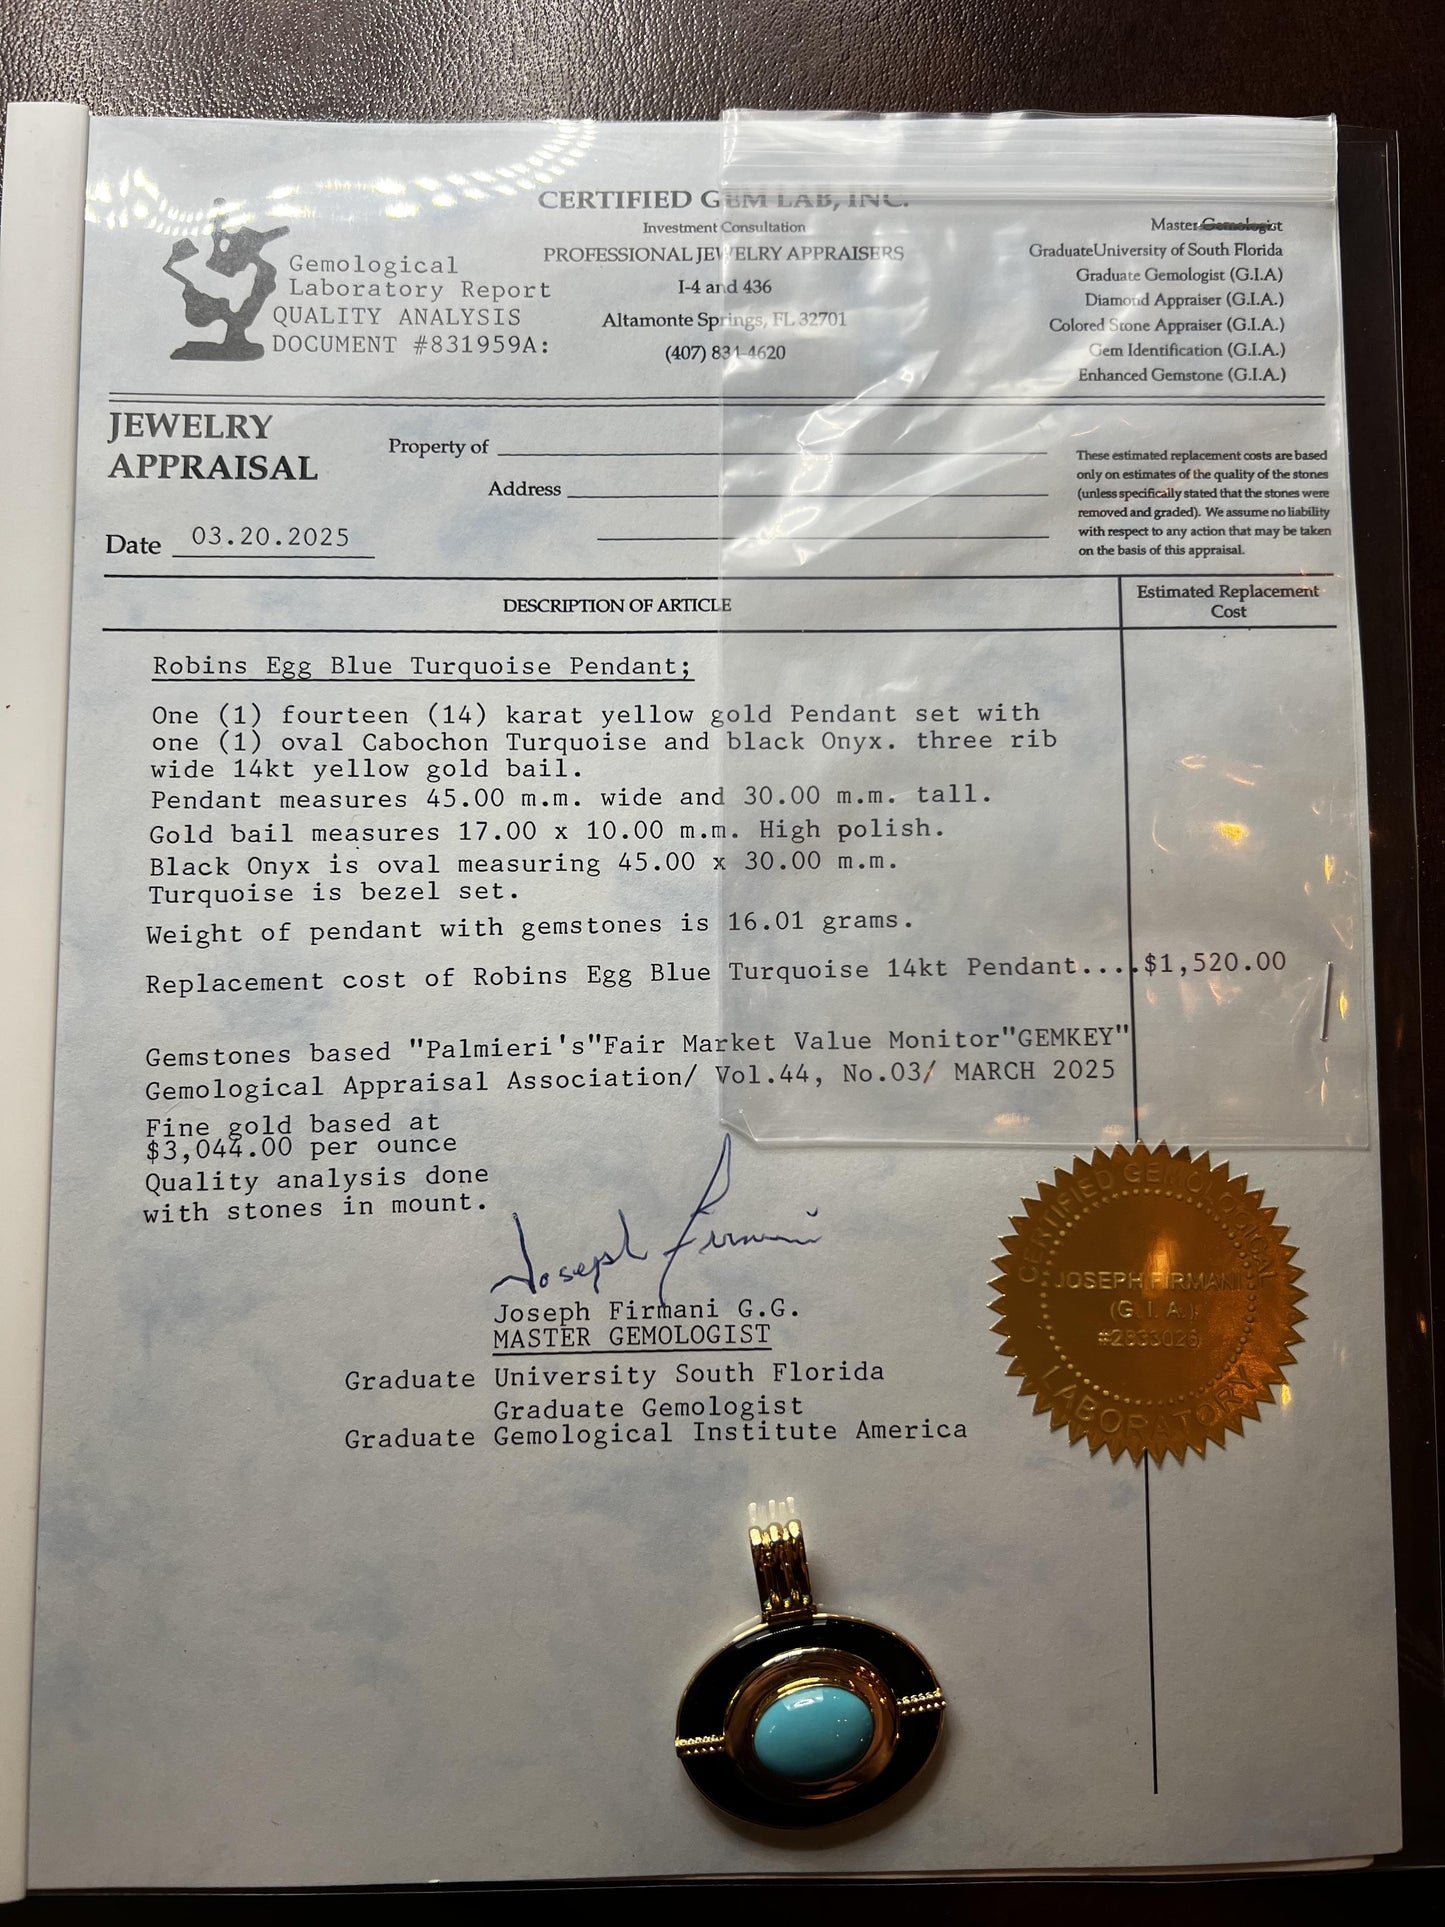 CERTIFIED GEM LAB, INC.
Investment Consultation
PROFESSIONAL JEWELRY APPRAISERS
I-4 and 436
Altamonte Springs, FL 32701
(407) 834-4620
Gemological
Laboratory Report
QUALITY ANALYSIS
DOCUMENT #831959A:
Master Gemologist
GraduateUniversity of South Florida
Graduate Gemologist (G.I.A)
Diamond Appraiser (G.I.A.)
Colored Stone Appraiser (G.I.A.)
Gem Identification (G.I.A.)
Enhanced Gemstone (G.I.A.)
JEWELRY
APPRAISAL
Property of
Address
Date 03.20.2025
These estimated replacement costs are based
only on estimates of the quality of the stones
(unless specifically stated that the stones were
removed and graded). We assume no liability
with respect to any action that may be taken
on the basis of this appraisal.
DESCRIPTION OF ARTICLE
Estimated Replacement
Cost
Robins Egg Blue Turquoise Pendant;
One (1) fourteen (14) karat yellow gold Pendant set with
one (1) oval Cabochon Turquoise and black Onyx. three rib
wide 14kt yellow gold bail.
Pendant measures 45.00 m.m. wide and 30.00 m.m. tall.
Gold bail measures 17.00 x 10.00 m.m. High polish.
Black Onyx is oval measuring 45.00 x 30.00 m.m.
Turquoise is bezel set.
Weight of pendant with gemstones is 16.01 grams.
Replacement cost of Robins Egg Blue Turquoise 14kt Pendant....$1,520.00
Gemstones based "Palmieri's"Fair Market Value Monitor"GEMKEY"
Gemological Appraisal Association/ Vol.44, No.03/ MARCH 2025
Fine gold based at
$3,044.00 per ounce
Quality analysis done
with stones in mount.
Joseph Firmani
Joseph Firmani G.G.
MASTER GEMOLOGIST
Graduate University South Florida
Graduate Gemologist
Graduate Gemological Institute America
CERTIFIED GEMOLOGICAL
JOSEPH FIRMANI
(G.I.A.)
#2833026
LABORATORY